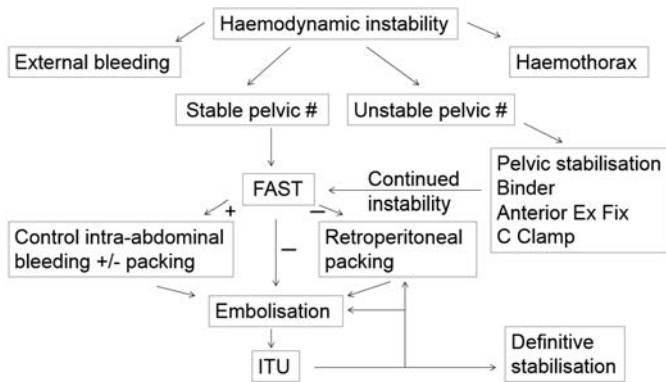 Haemodynamic instability
External bleeding
Haemothorax
Stable pelvic #
Unstable pelvic #
Pelvic stabilisation
Binder
Anterior Ex Fix
C Clamp
Continued
instability
FAST
+
–
–
Control intra-abdominal
bleeding +/- packing
Retroperitoneal
packing
Embolisation
ITU
Definitive
stabilisation